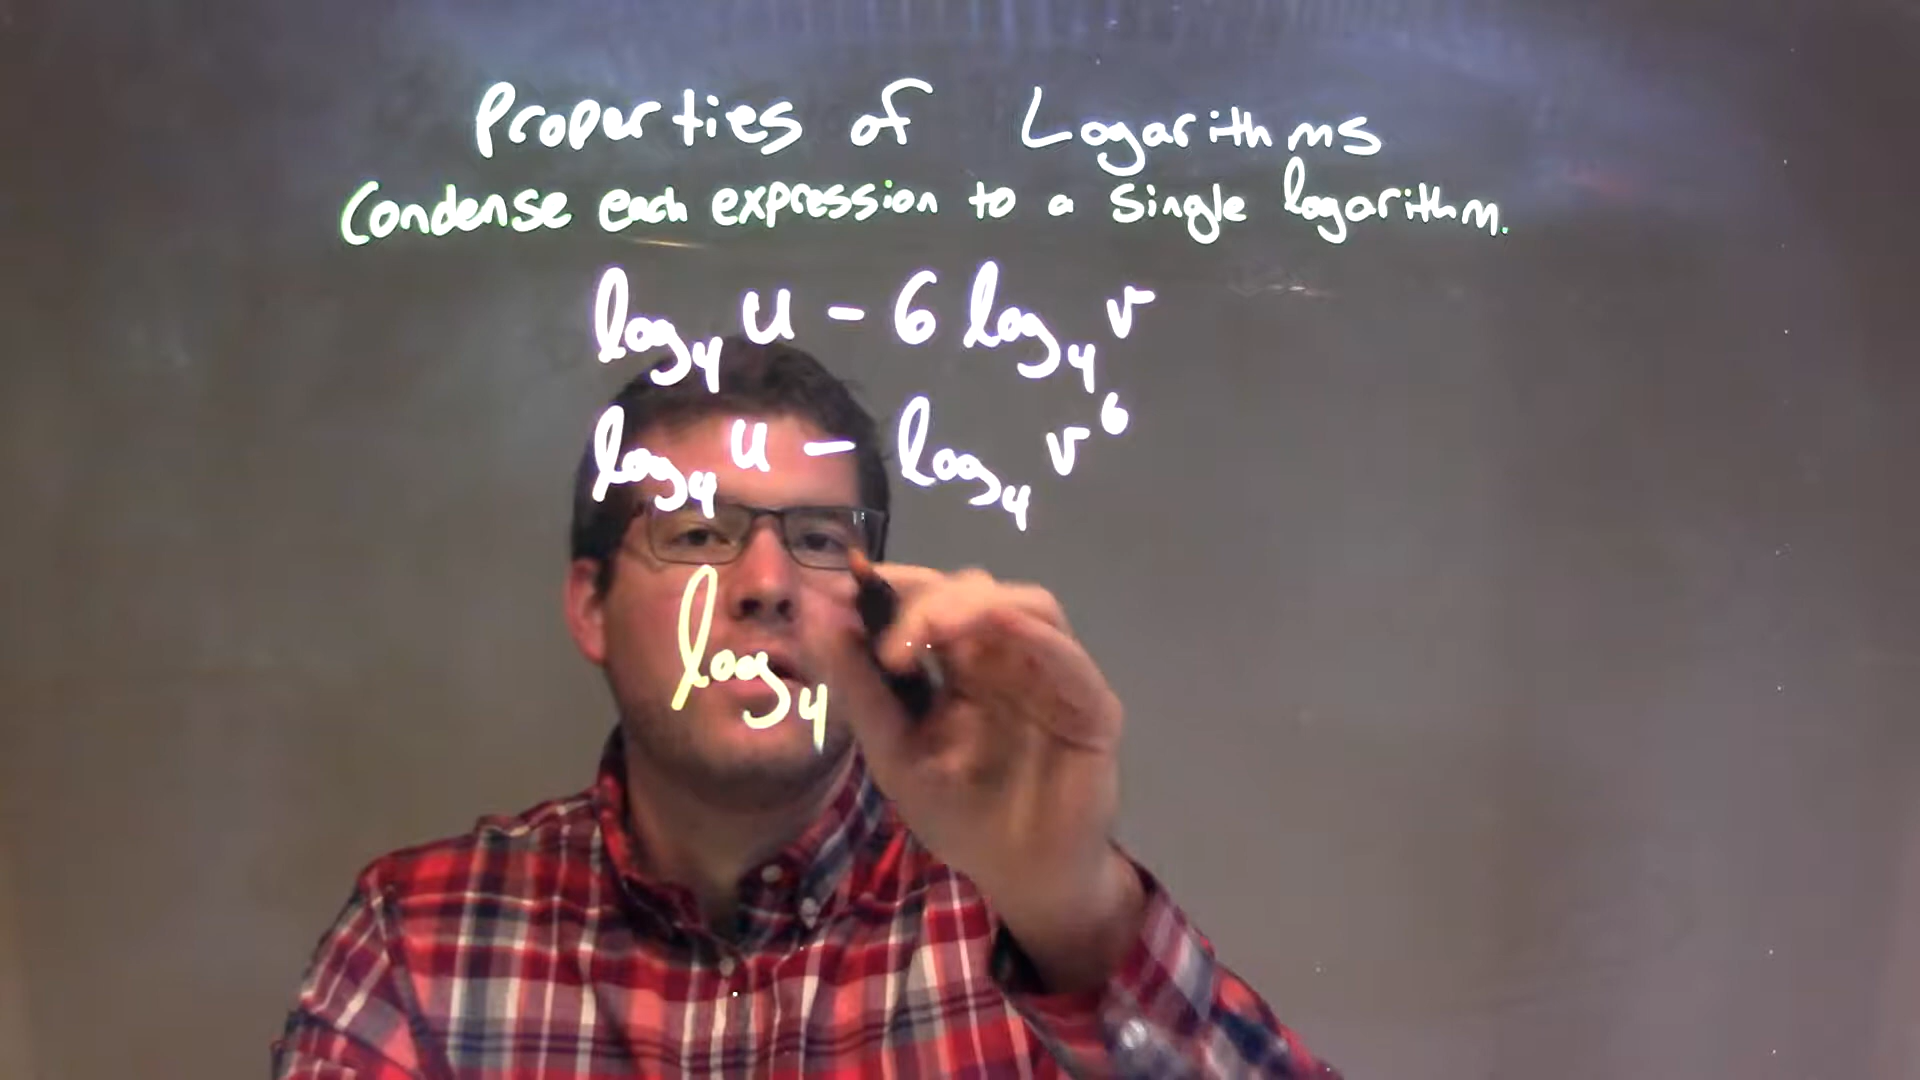 Properties of Logarithms
Condense each expression to a single logarithm.
log₄ u - 6 log₄ v
log₄ u - log₄ v⁶
log₄